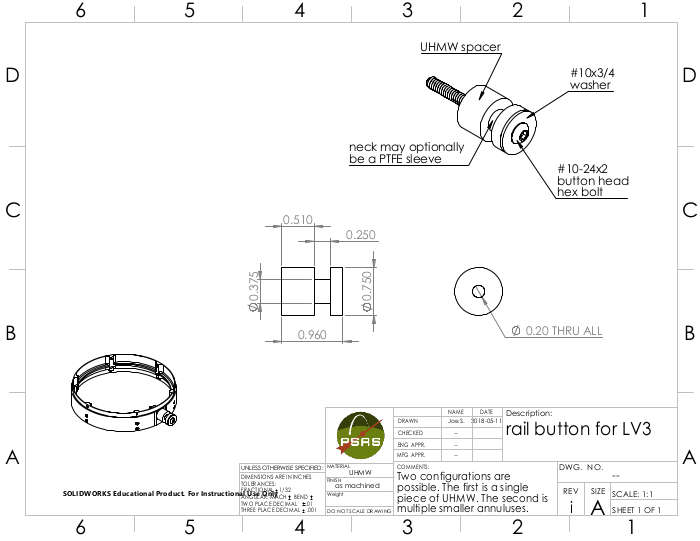 6 5 4 3 2 1
D
D
UHMW spacer
#10x3/4
washer
neck may optionally
be a PTFE sleeve
#10-24x2
button head
hex bolt
C
C
0.510
0.250
Ø0.375
Ø0.750
0.960
Ø 0.20 THRU ALL
B
B
A
A
PSAS
NAME DATE
DRAWN Joe S. 2018-05-11
CHECKED --
ENG APPR. --
MFG APPR. --
Description:
rail button for LV3
UNLESS OTHERWISE SPECIFIED:
DIMENSIONS ARE IN INCHES
TOLERANCES:
FRACTIONAL ± 1/32
ANGULAR: MACH ± BEND ±
TWO PLACE DECIMAL ±.01
THREE PLACE DECIMAL ± .001
MATERIAL
UHMW
FINISH
as machined
Weight
DO NOT SCALE DRAWING
COMMENTS:
Two configurations are
possible. The first is a single
piece of UHMW. The second is
multiple smaller annuluses.
DWG. NO.
--
REV
i
SIZE
A
SCALE: 1:1
SHEET 1 OF 1
SOLIDWORKS Educational Product. For Instructional Use Only
6 5 4 3 2 1